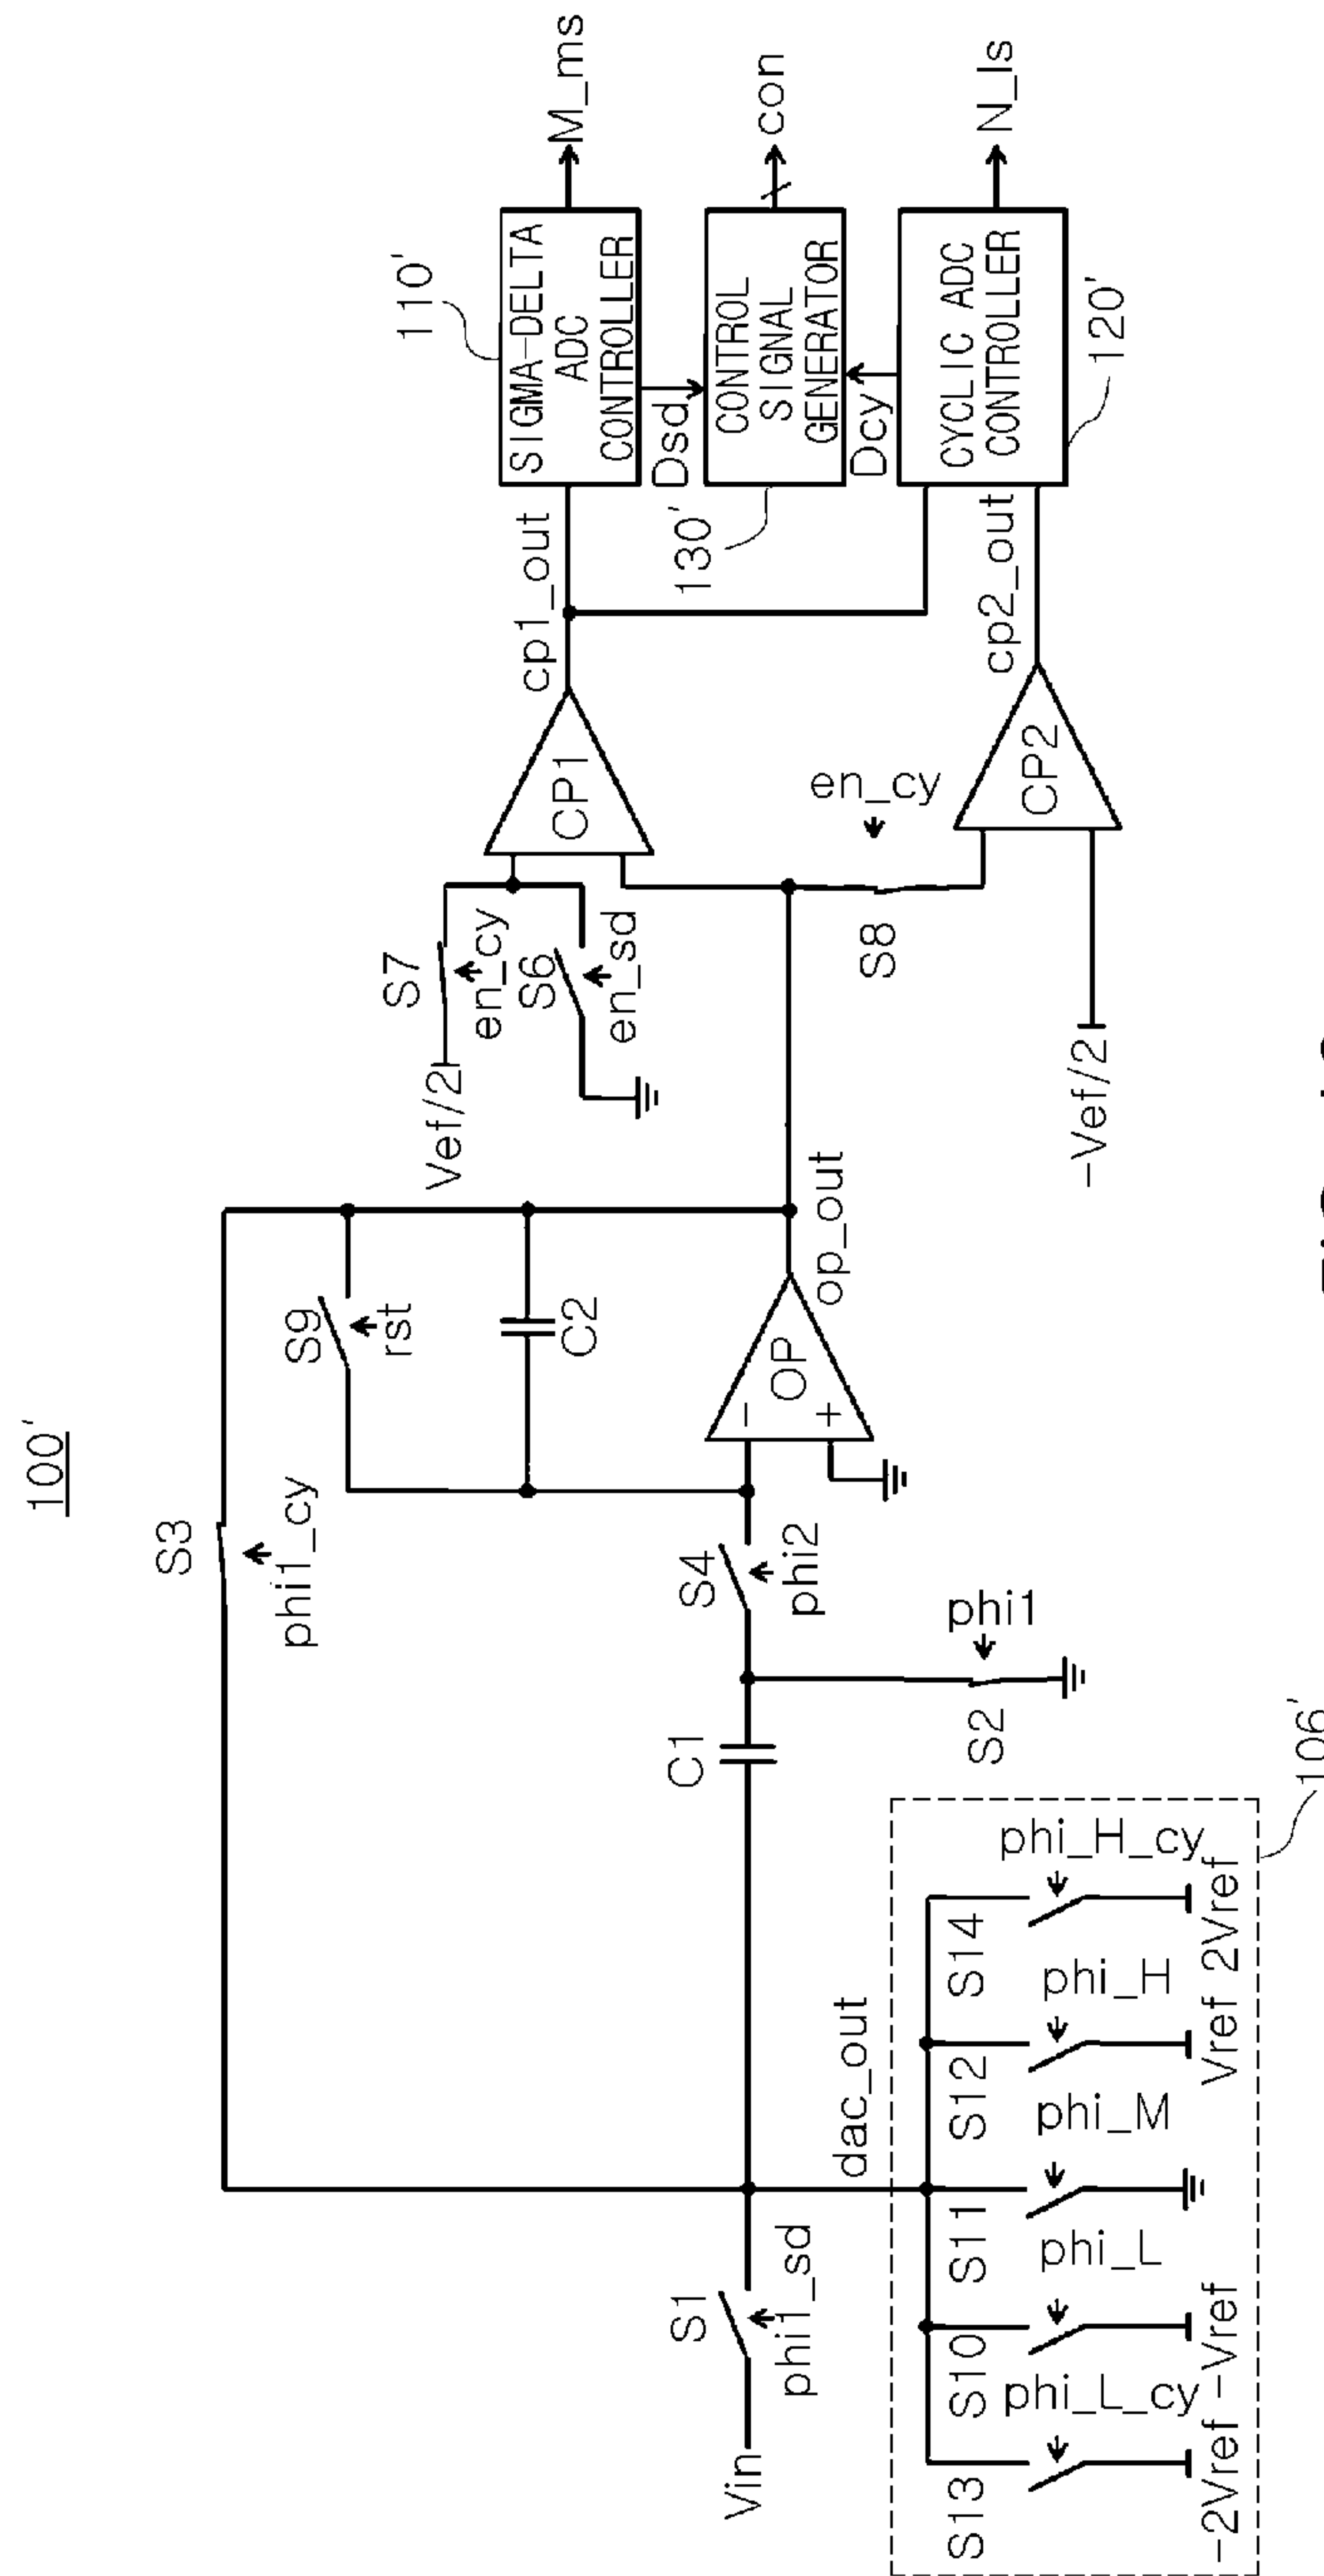 100'
S3
phi1_cy
S9
rst
C2
OP
-
+
op_out
S4
phi2
C1
phi1
S2
S1
phi1_sd
Vin
dac_out
S13
S10
S11
S12
S14
phi_L_cy
phi_L
phi_M
phi_H
phi_H_cy
-2Vref
-Vref
Vref
2Vref
106'
Vef/2
S7
en_cy
S6
en_sd
CP1
cp1_out
S8
en_cy
CP2
cp2_out
-Vef/2
110'
SIGMA-DELTA
ADC
CONTROLLER
M_ms
Dsd
130'
CONTROL
SIGNAL
GENERATOR
con
Dcy
CYCLIC ADC
CONTROLLER
120'
N_ls